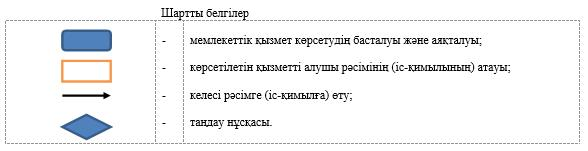 Шартты белгілер
- мемлекеттік қызмет көрсетудің басталуы және аяқталуы;
- көрсетілетін қызметті алушы рәсімінің (іс-қимылының) атауы;
- келесі рәсімге (іс-қимылға) өту;
- таңдау нұсқасы.